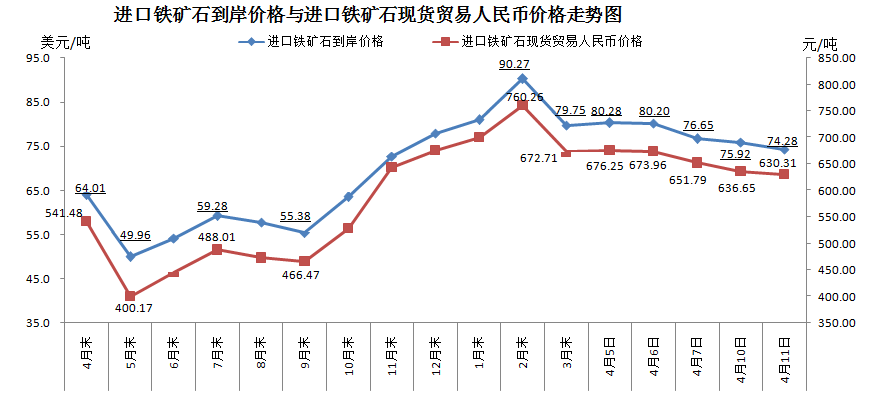 进口铁矿石到岸价格与进口铁矿石现货贸易人民币价格走势图
美元/吨
元/吨
进口铁矿石到岸价格
进口铁矿石现货贸易人民币价格
95.0
85.0
75.0
65.0
55.0
45.0
35.0
850.00
800.00
750.00
700.00
650.00
600.00
550.00
500.00
450.00
400.00
350.00
64.01
49.96
59.28
55.38
90.27
79.75
80.28
80.20
76.65
75.92
74.28
541.48
400.17
488.01
466.47
760.26
672.71
676.25
673.96
651.79
636.65
630.31
4月末
5月末
6月末
7月末
8月末
9月末
10月末
11月末
12月末
1月末
2月末
3月末
4月5日
4月6日
4月7日
4月10日
4月11日